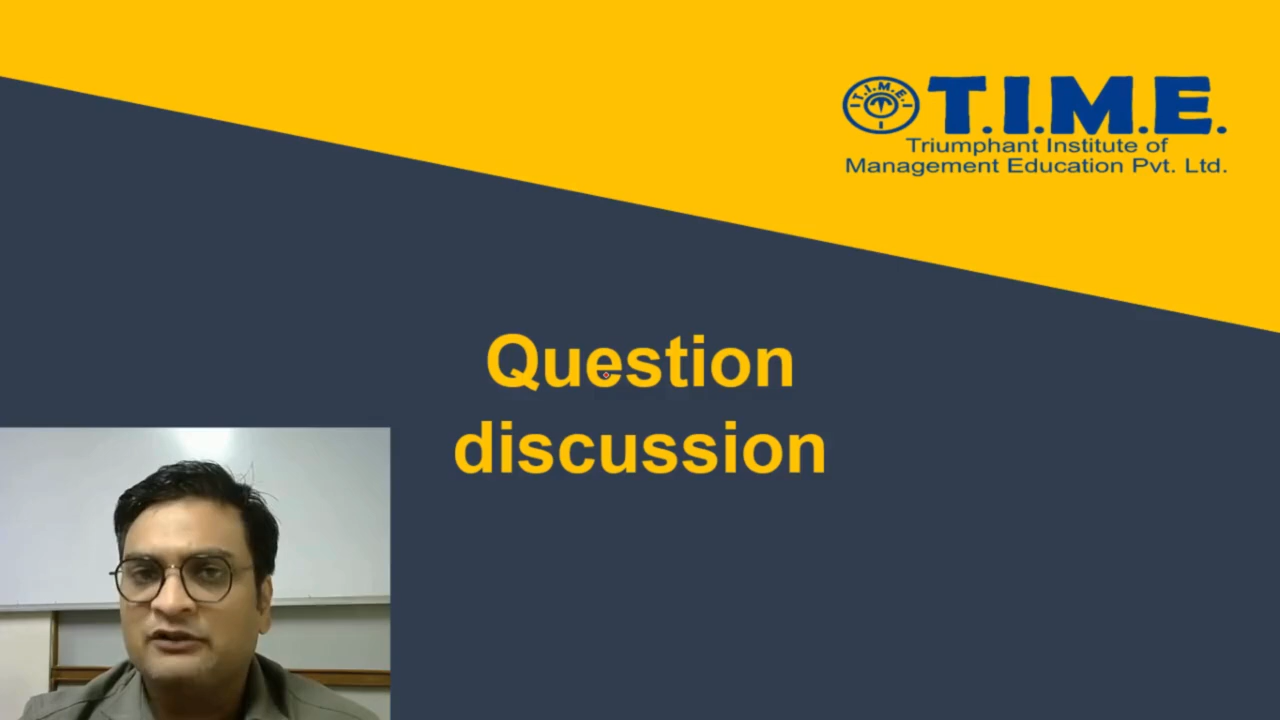 T.I.M.E.
T.I.M.E.
Triumphant Institute of
Management Education Pvt. Ltd.
Question
discussion